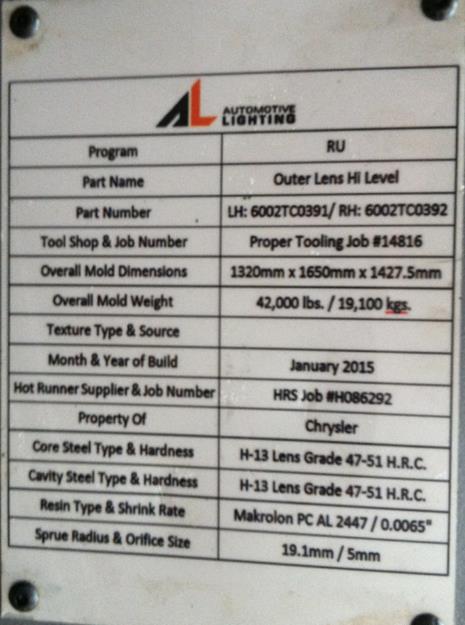 AL AUTOMOTIVE LIGHTING
Program RU
Part Name Outer Lens Hi Level
Part Number LH: 6002TC0391/ RH: 6002TC0392
Tool Shop & Job Number Proper Tooling Job #14816
Overall Mold Dimensions 1320mm x 1650mm x 1427.5mm
Overall Mold Weight 42,000 lbs. / 19,100 kgs.
Texture Type & Source
Month & Year of Build January 2015
Hot Runner Supplier & Job Number HRS Job #H086292
Property Of Chrysler
Core Steel Type & Hardness H-13 Lens Grade 47-51 H.R.C.
Cavity Steel Type & Hardness H-13 Lens Grade 47-51 H.R.C.
Resin Type & Shrink Rate Makrolon PC AL 2447 / 0.0065"
Sprue Radius & Orifice Size 19.1mm / 5mm